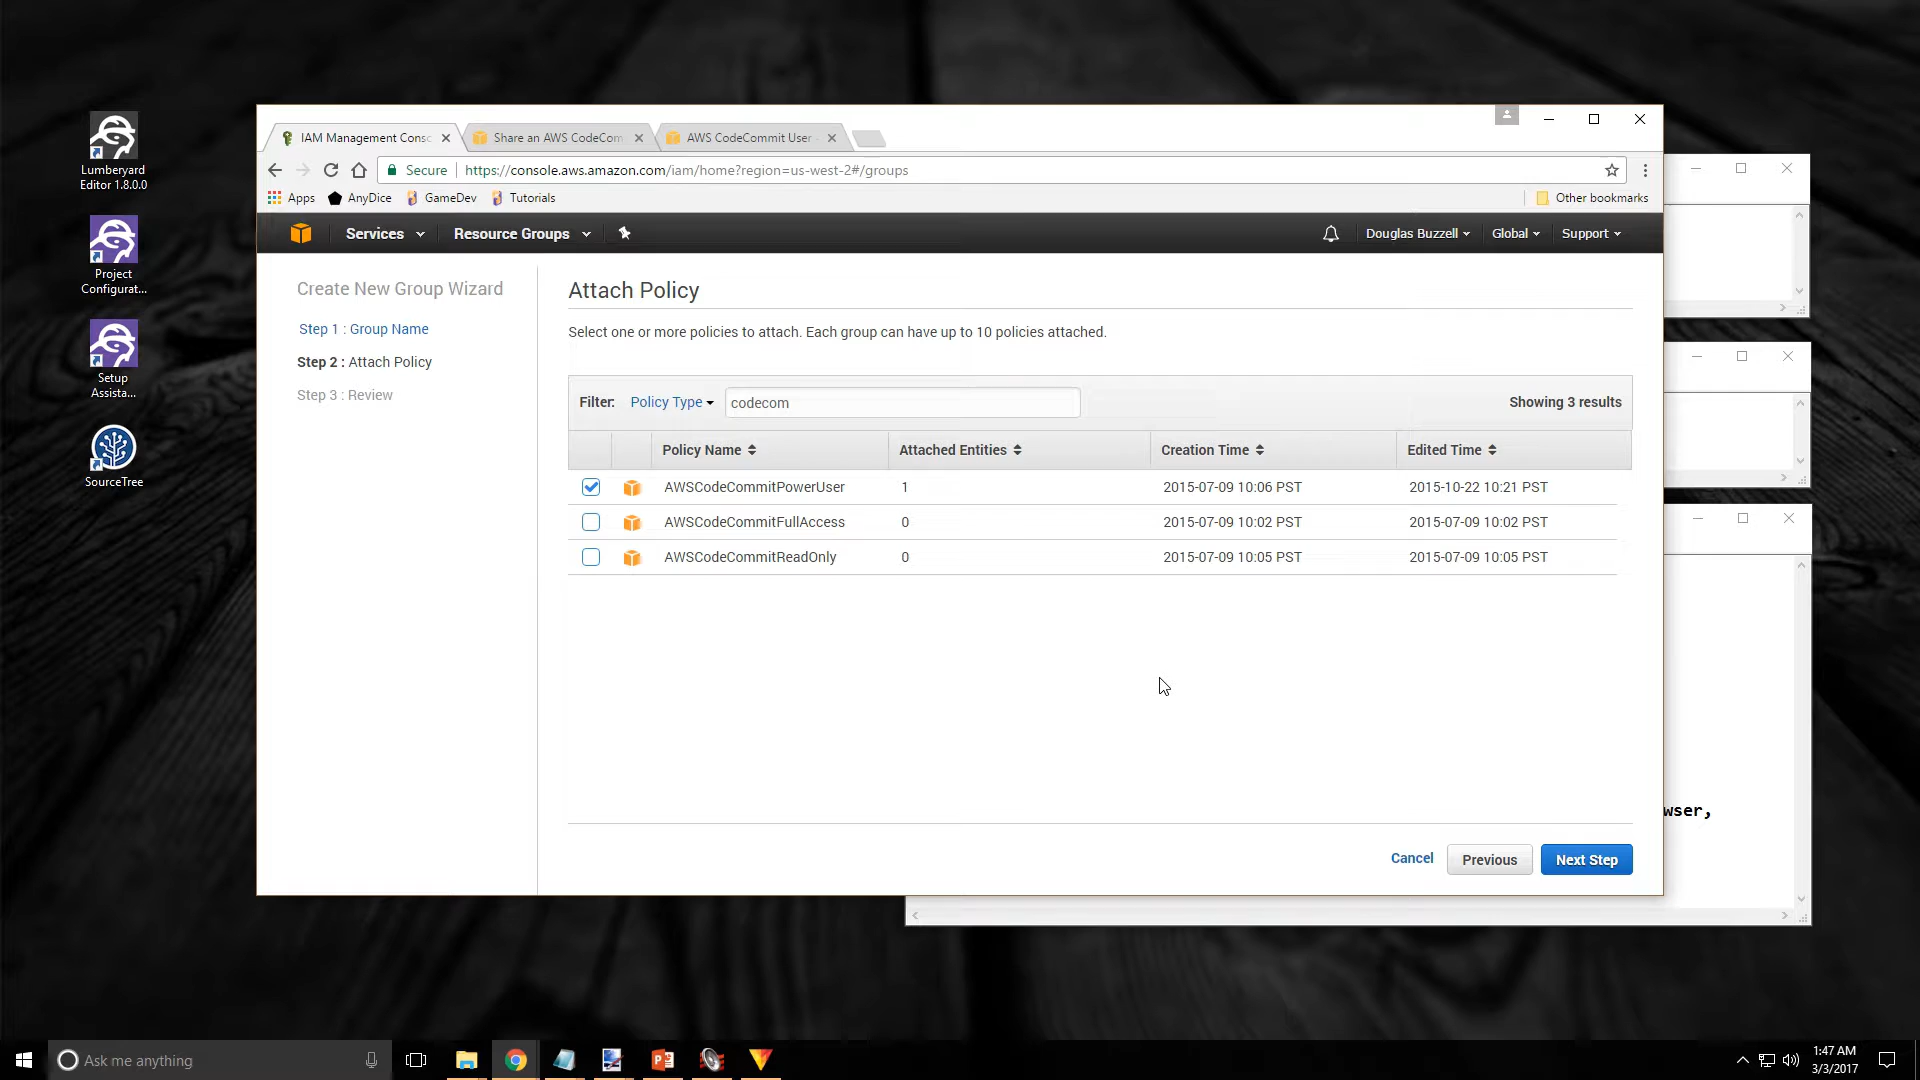 Lumberyard
Editor 1.8.0.0
Project
Configurat...
Setup
Assista...
SourceTree
IAM Management Consc
Share an AWS CodeCom
AWS CodeCommit User -
Secure
https://console.aws.amazon.com/iam/home?region=us-west-2#/groups
Apps
AnyDice
GameDev
Tutorials
Other bookmarks
Services
Resource Groups
Douglas Buzzell
Global
Support
Create New Group Wizard
Step 1 : Group Name
Step 2 : Attach Policy
Step 3 : Review
Attach Policy
Select one or more policies to attach. Each group can have up to 10 policies attached.
Filter: Policy Type codecom Showing 3 results
Policy Name Attached Entities Creation Time Edited Time
AWSCodeCommitPowerUser 1 2015-07-09 10:06 PST 2015-10-22 10:21 PST
AWSCodeCommitFullAccess 0 2015-07-09 10:02 PST 2015-07-09 10:02 PST
AWSCodeCommitReadOnly 0 2015-07-09 10:05 PST 2015-07-09 10:05 PST
wser,
Cancel Previous Next Step
Ask me anything
1:47 AM
3/3/2017